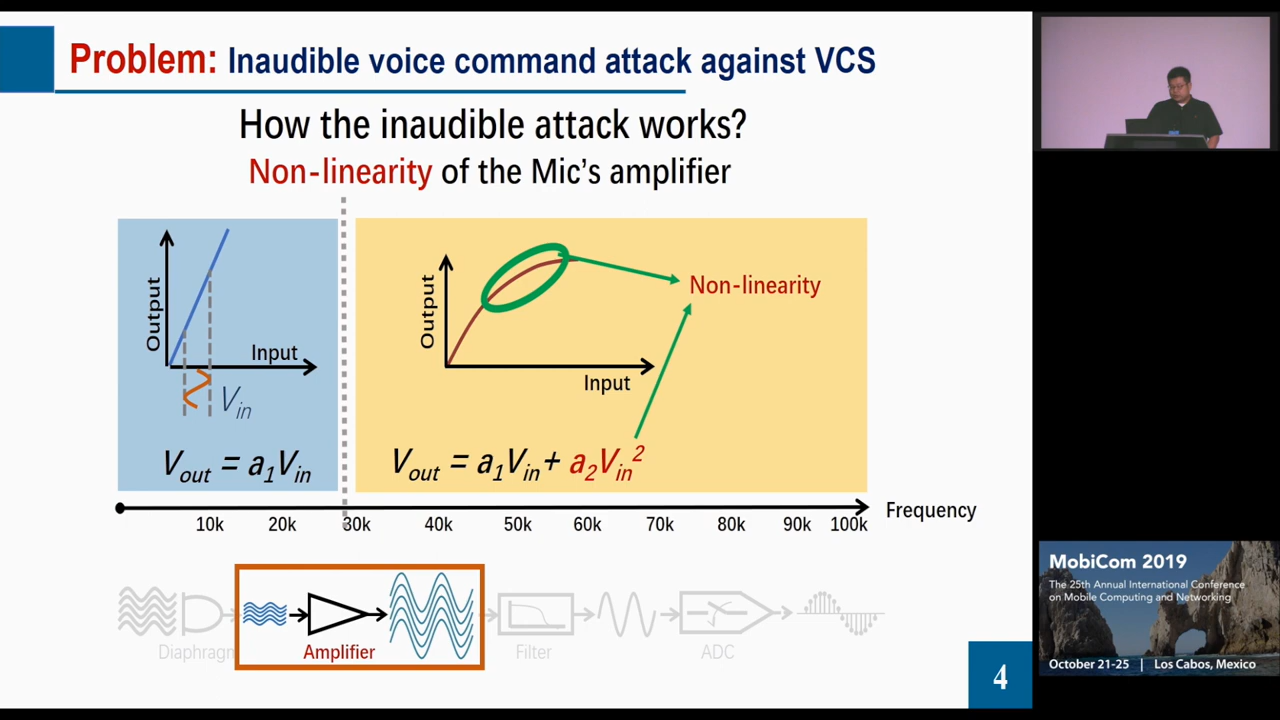 Problem: Inaudible voice command attack against VCS
How the inaudible attack works?
Non-linearity of the Mic's amplifier
Output
Input
Vin
Vout = a1Vin
Output
Input
Non-linearity
Vout = a1Vin+ a2Vin2
10k 20k 30k 40k 50k 60k 70k 80k 90k 100k Frequency
Diaphragm
Amplifier
Filter
ADC
4
MobiCom 2019
The 25th Annual International Conference
on Mobile Computing and Networking
October 21-25 | Los Cabos, Mexico